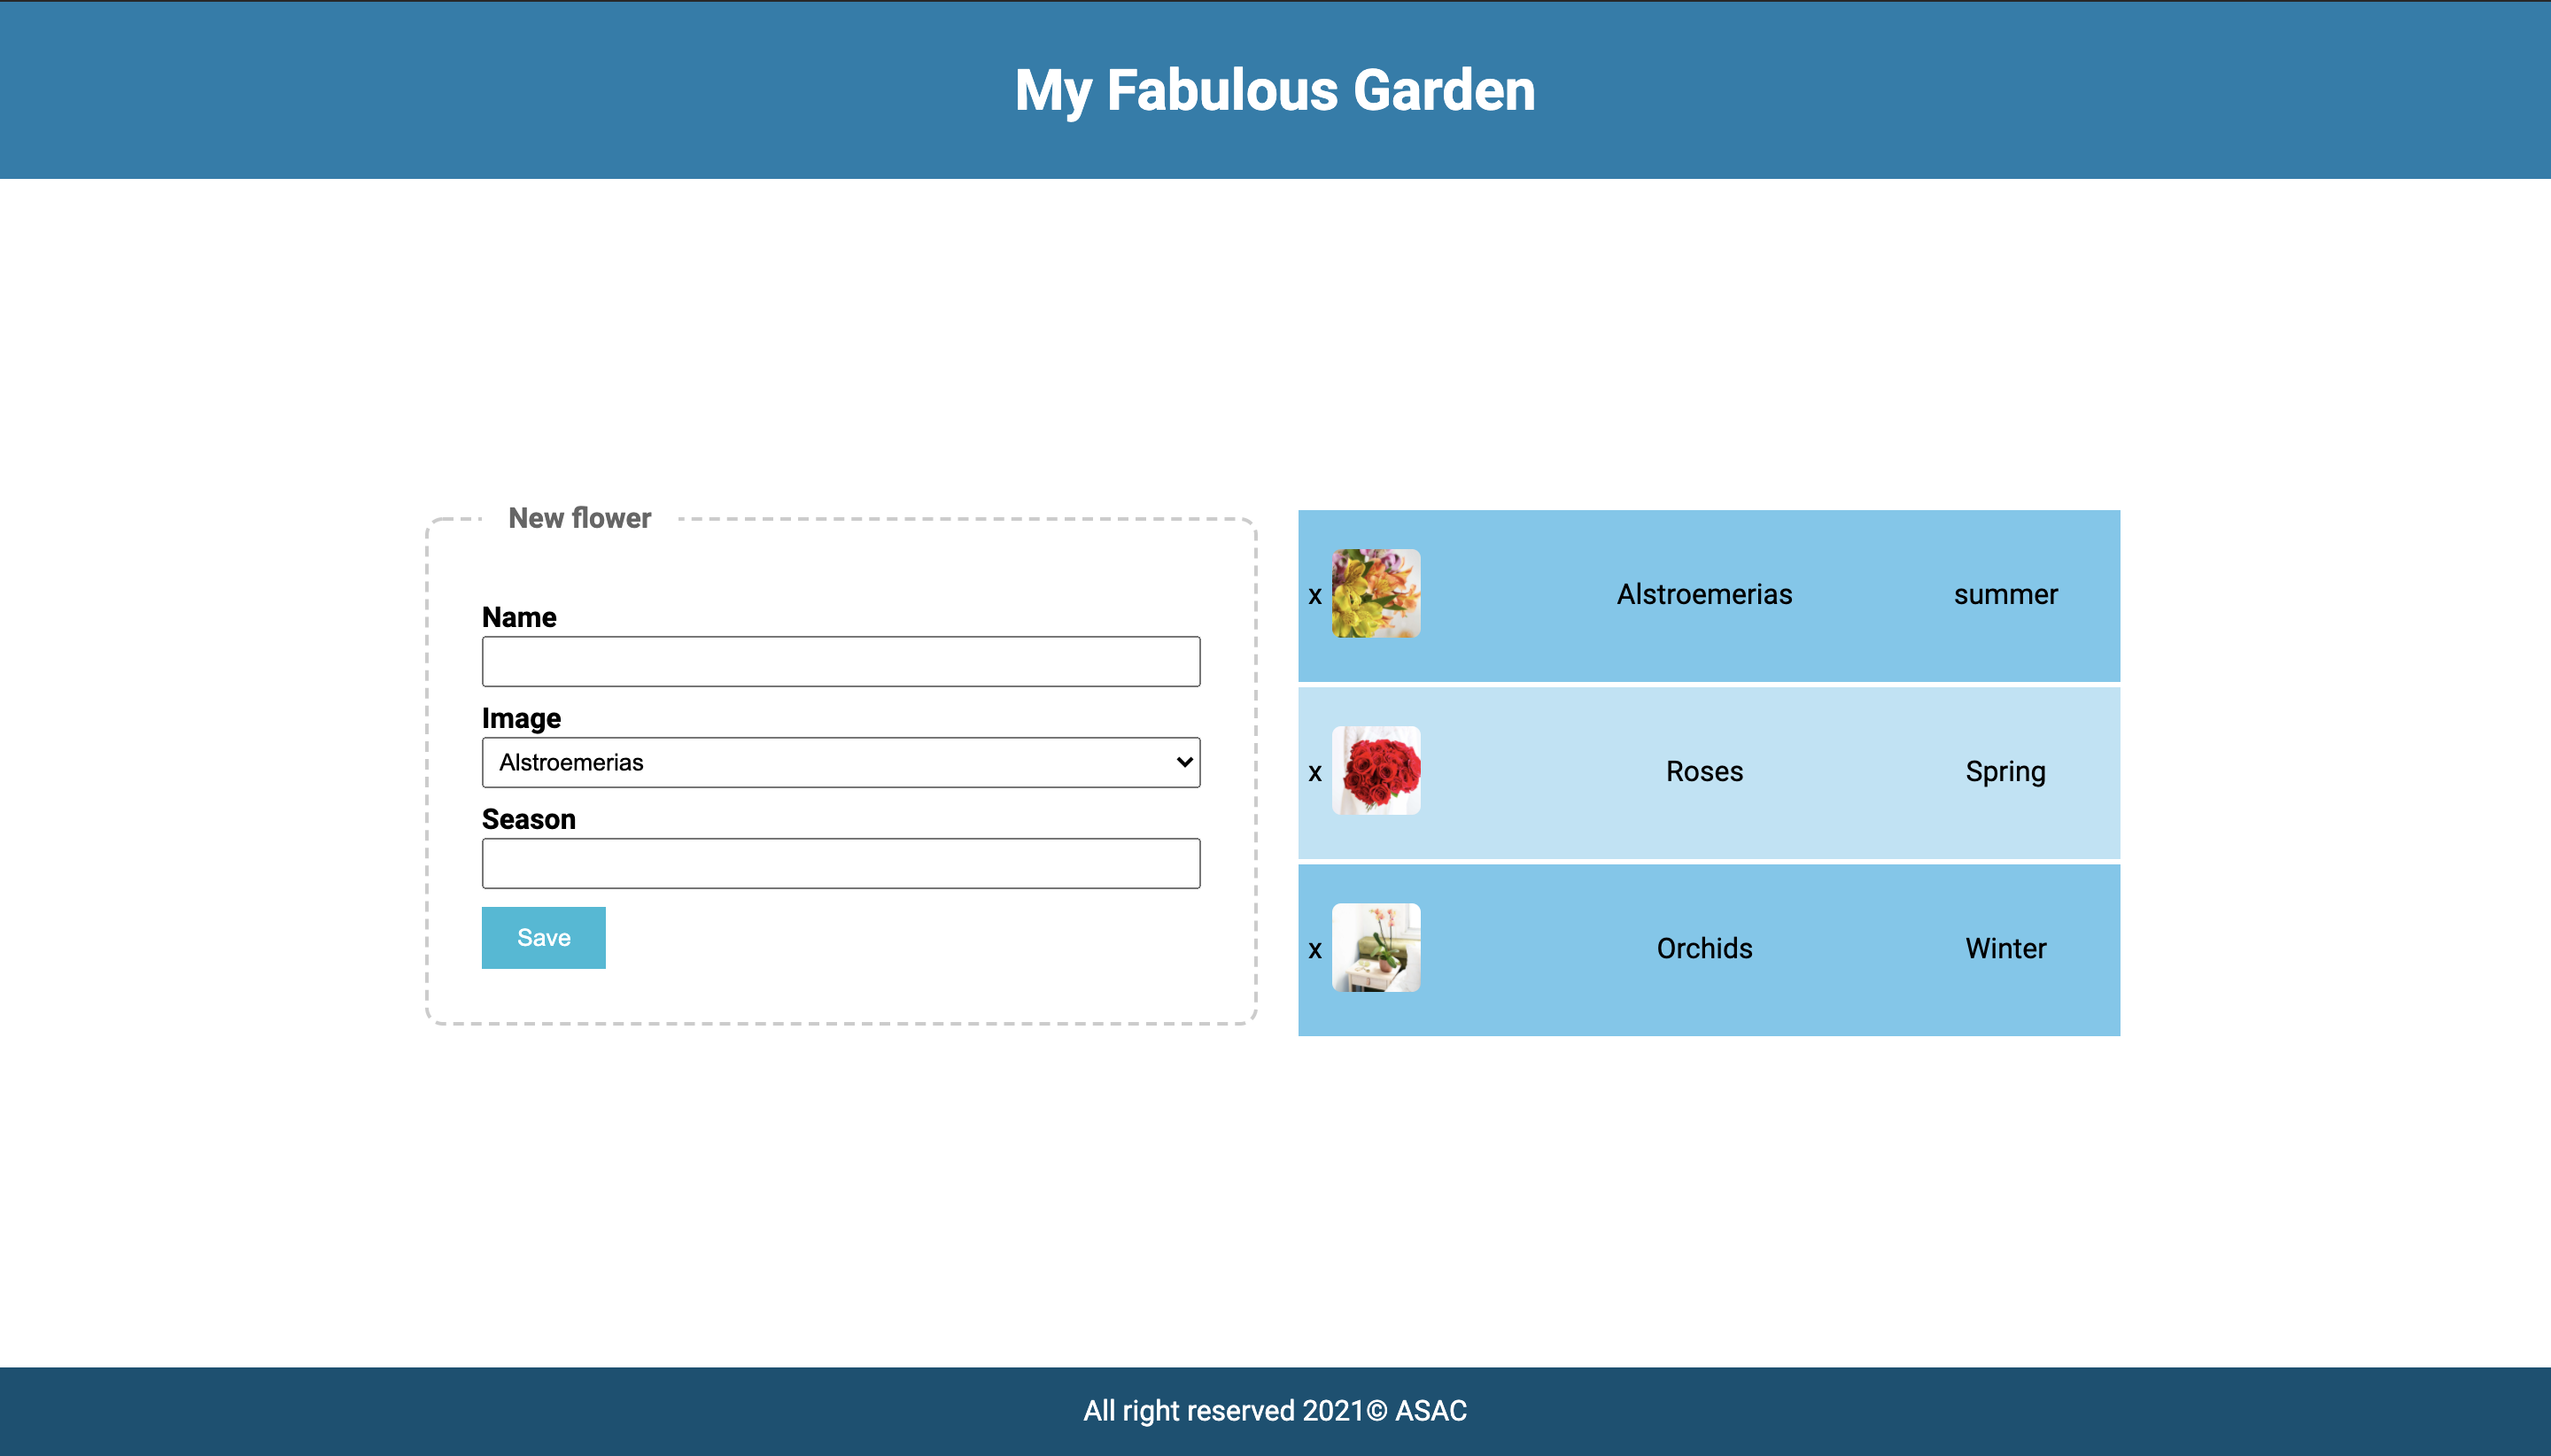 My Fabulous Garden
New flower
Name
Image
Alstroemerias
Season
Save
x Alstroemerias summer
x Roses Spring
x Orchids Winter
All right reserved 2021© ASAC